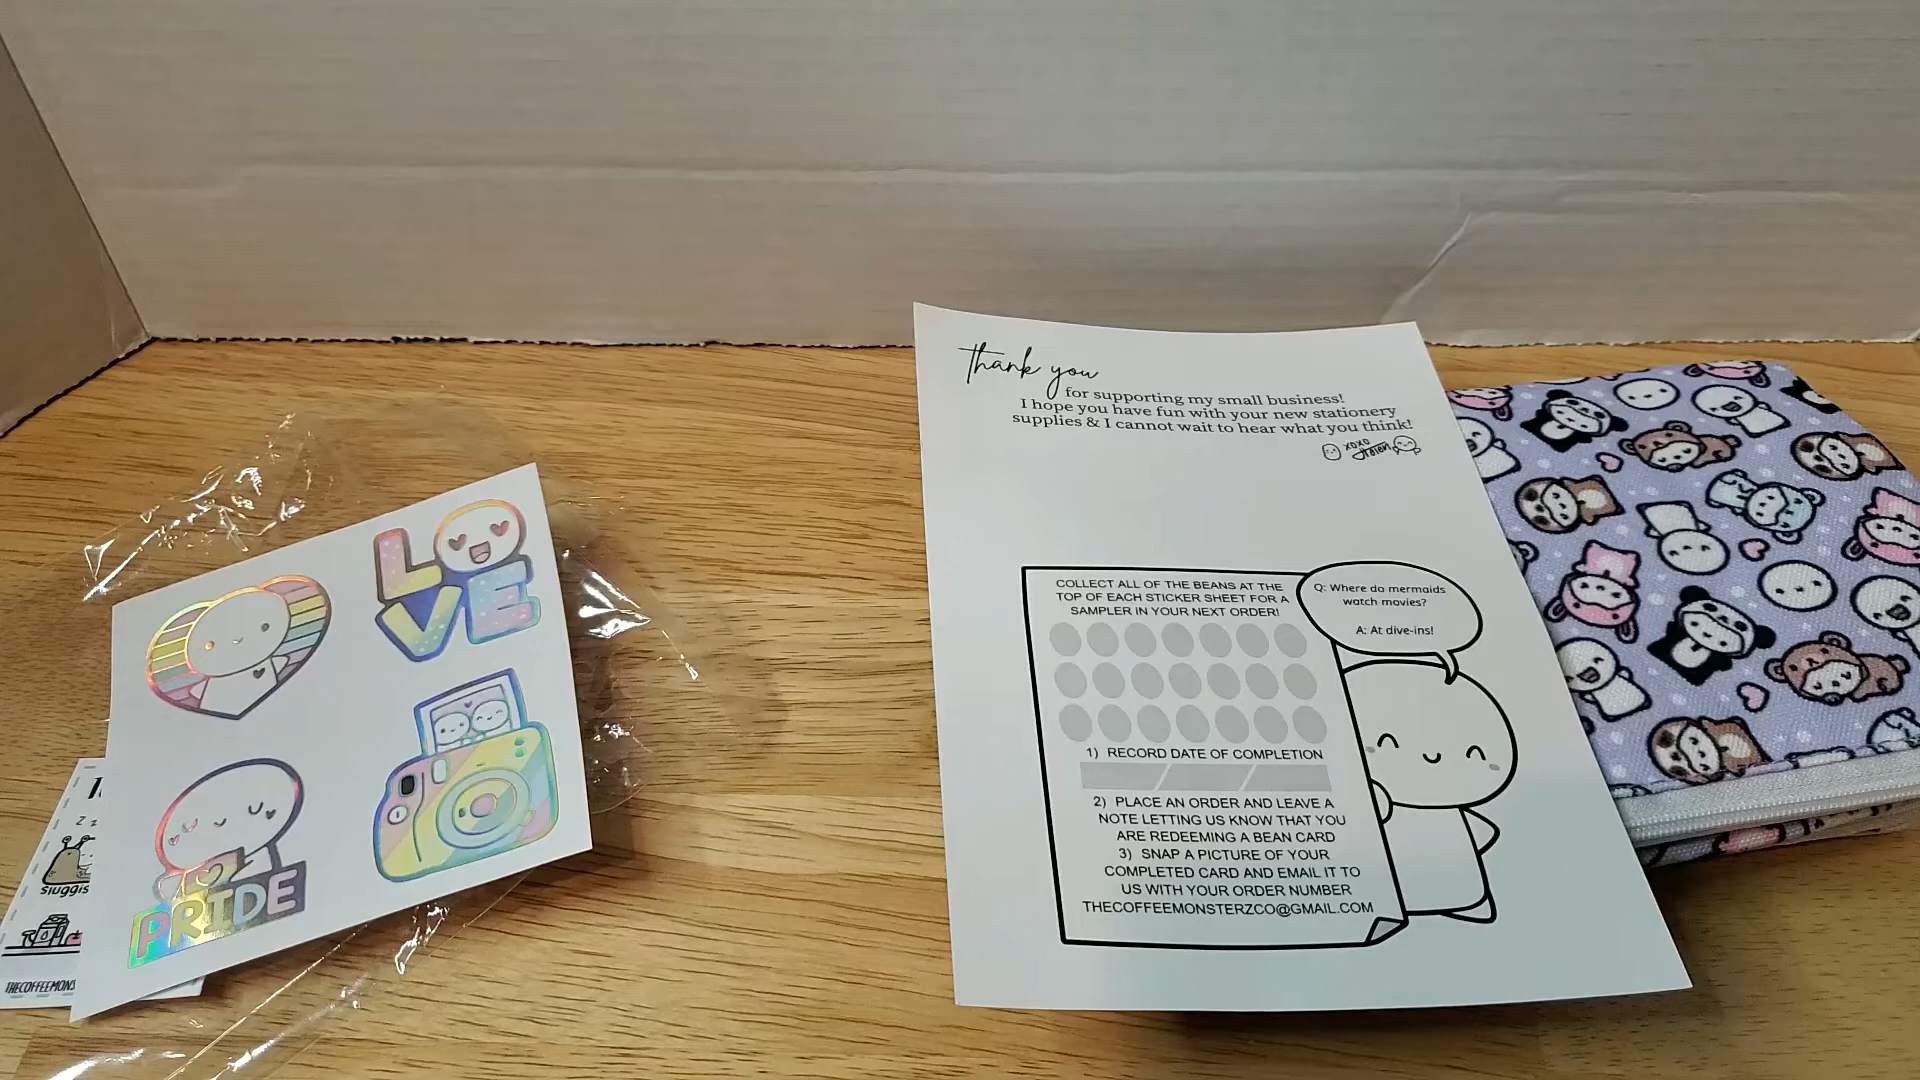 Thank you
for supporting my small business!
I hope you have fun with your new stationery
supplies & I cannot wait to hear what you think!
xoxo
COLLECT ALL OF THE BEANS AT THE
TOP OF EACH STICKER SHEET FOR A
SAMPLER IN YOUR NEXT ORDER!
Q: Where do mermaids
watch movies?
A: At dive-ins!
1) RECORD DATE OF COMPLETION
2) PLACE AN ORDER AND LEAVE A
NOTE LETTING US KNOW THAT YOU
ARE REDEEMING A BEAN CARD
3) SNAP A PICTURE OF YOUR
COMPLETED CARD AND EMAIL IT TO
US WITH YOUR ORDER NUMBER
THECOFFEEMONSTERZCO@GMAIL.COM
LOVE
PRIDE
z z
sluggis
THECOFFEEMONS